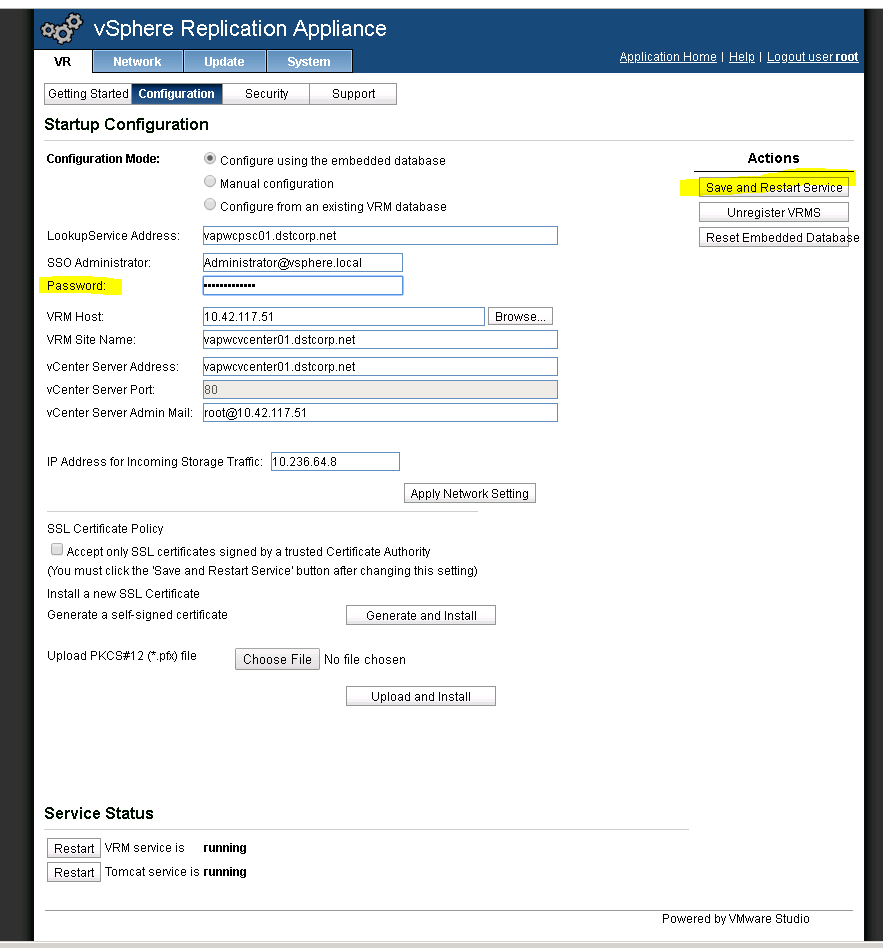 vSphere Replication Appliance
VR Network Update System
Application Home | Help | Logout user root
Getting Started Configuration Security Support
Startup Configuration
Configuration Mode:
Configure using the embedded database
Manual configuration
Configure from an existing VRM database
Actions
Save and Restart Service
Unregister VRMS
Reset Embedded Database
LookupService Address: vapwcpsc01.dstcorp.net
SSO Administrator: Administrator@vsphere.local
Password: ••••••••••••
VRM Host: 10.42.117.51 Browse...
VRM Site Name: vapwcvcenter01.dstcorp.net
vCenter Server Address: vapwcvcenter01.dstcorp.net
vCenter Server Port: 80
vCenter Server Admin Mail: root@10.42.117.51
IP Address for Incoming Storage Traffic: 10.236.64.8
Apply Network Setting
SSL Certificate Policy
Accept only SSL certificates signed by a trusted Certificate Authority
(You must click the 'Save and Restart Service' button after changing this setting)
Install a new SSL Certificate
Generate a self-signed certificate Generate and Install
Upload PKCS#12 (*.pfx) file Choose File No file chosen
Upload and Install
Service Status
Restart VRM service is running
Restart Tomcat service is running
Powered by VMware Studio